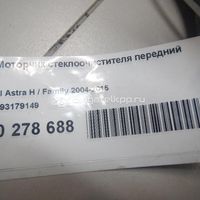 Моторчик стеклоочистителя передний
l Astra H / Family 2004-2015
93179149
0 278 688